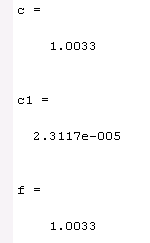 c =
1.0033
c1 =
2.3117e-005
f =
1.0033